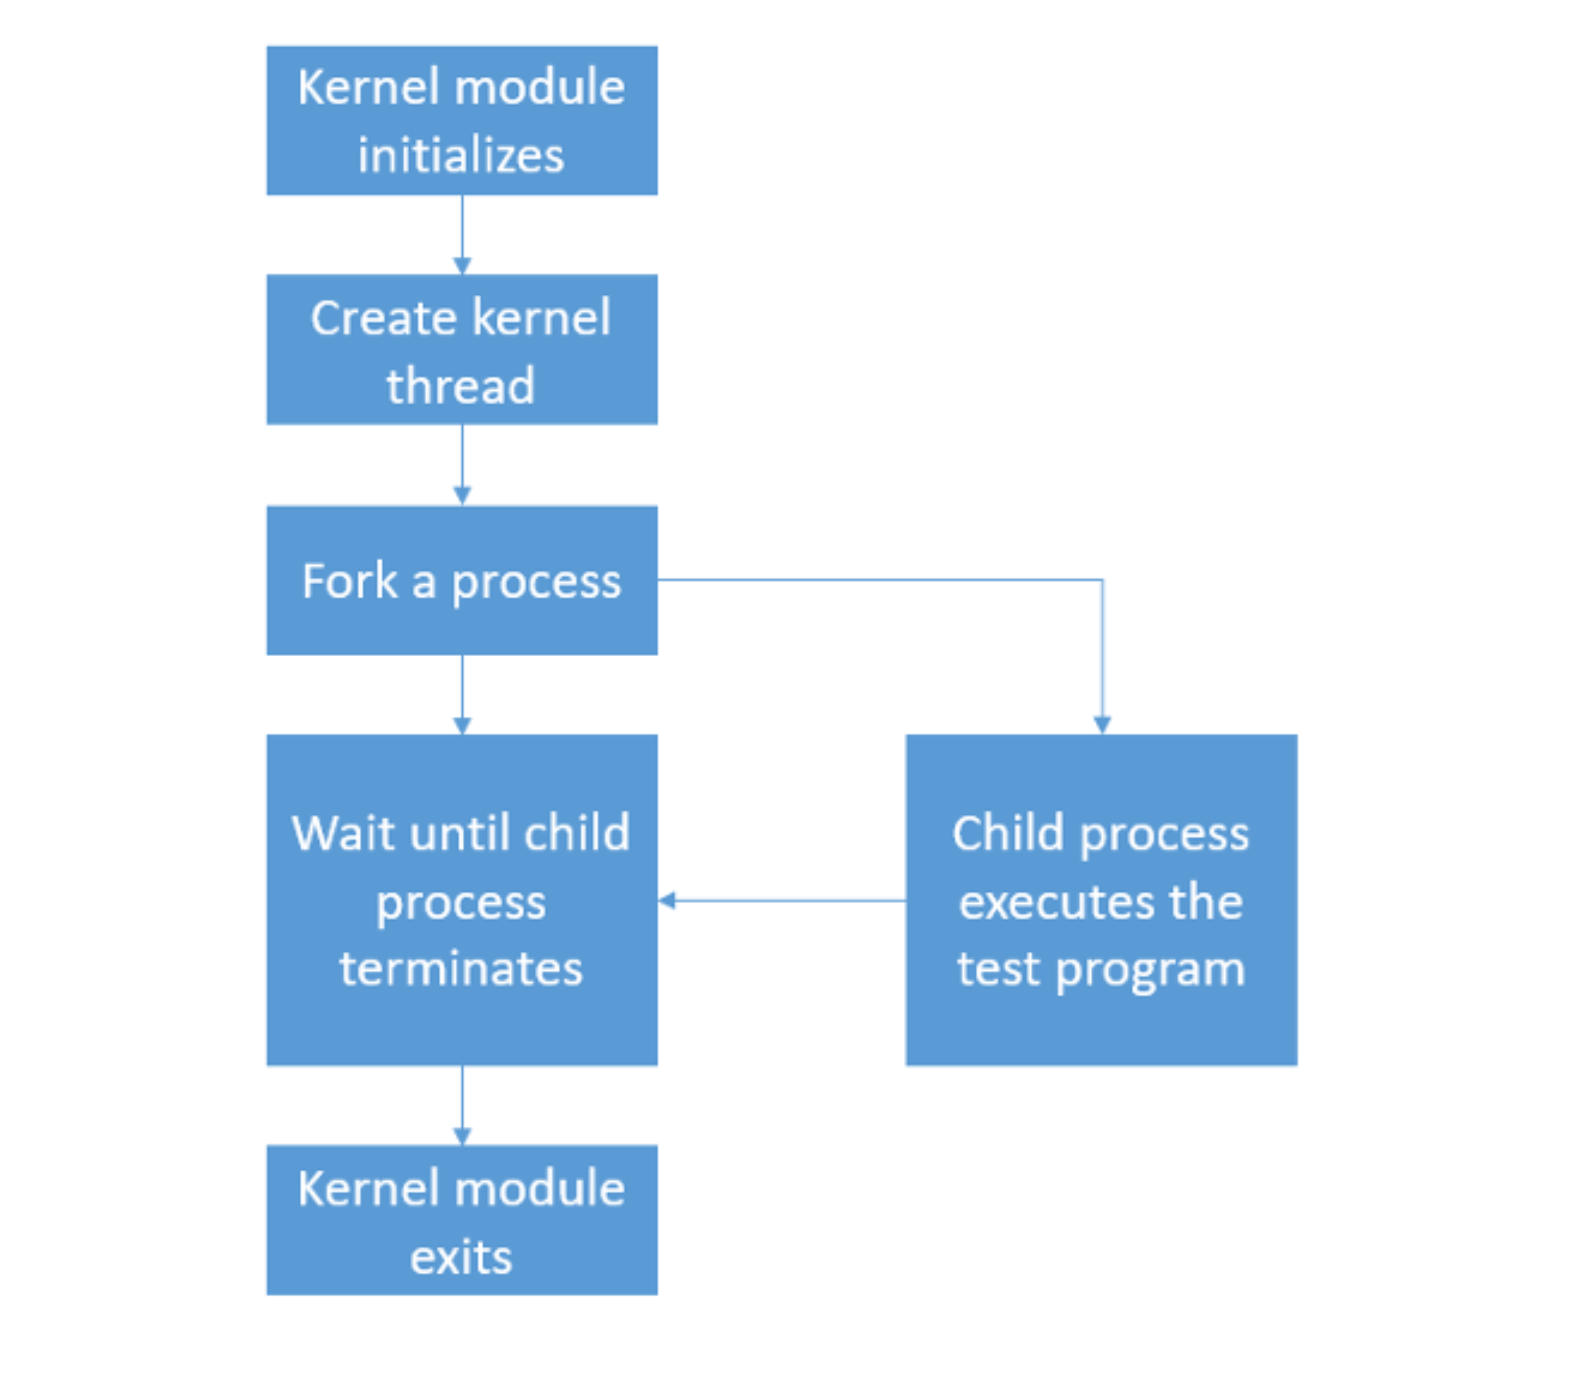 Kernel module
initializes
Create kernel
thread
Fork a process
Wait until child
process
terminates
Child process
executes the
test program
Kernel module
exits